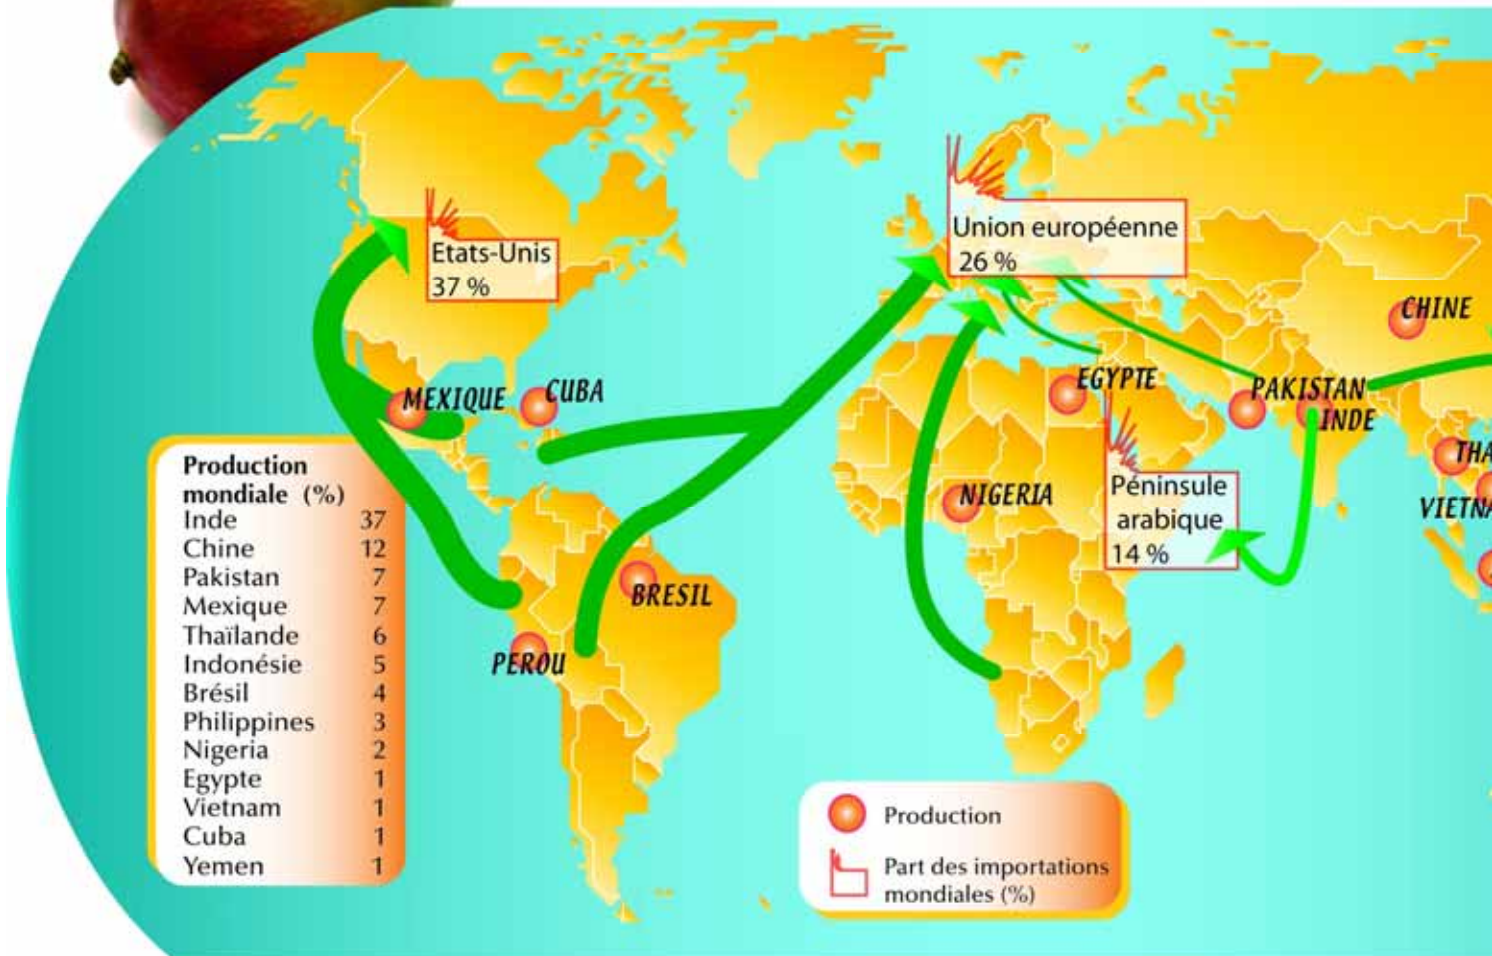 Etats-Unis
37 %
Union européenne
26 %
CHINE
MEXIQUE
CUBA
EGYPTE
PAKISTAN
INDE
THA
VIETNA
NIGERIA
Péninsule
arabique
14 %
BRESIL
PEROU
Production
mondiale (%)
Inde 37
Chine 12
Pakistan 7
Mexique 7
Thaïlande 6
Indonésie 5
Brésil 4
Philippines 3
Nigeria 2
Egypte 1
Vietnam 1
Cuba 1
Yemen 1
Production
Part des importations
mondiales (%)